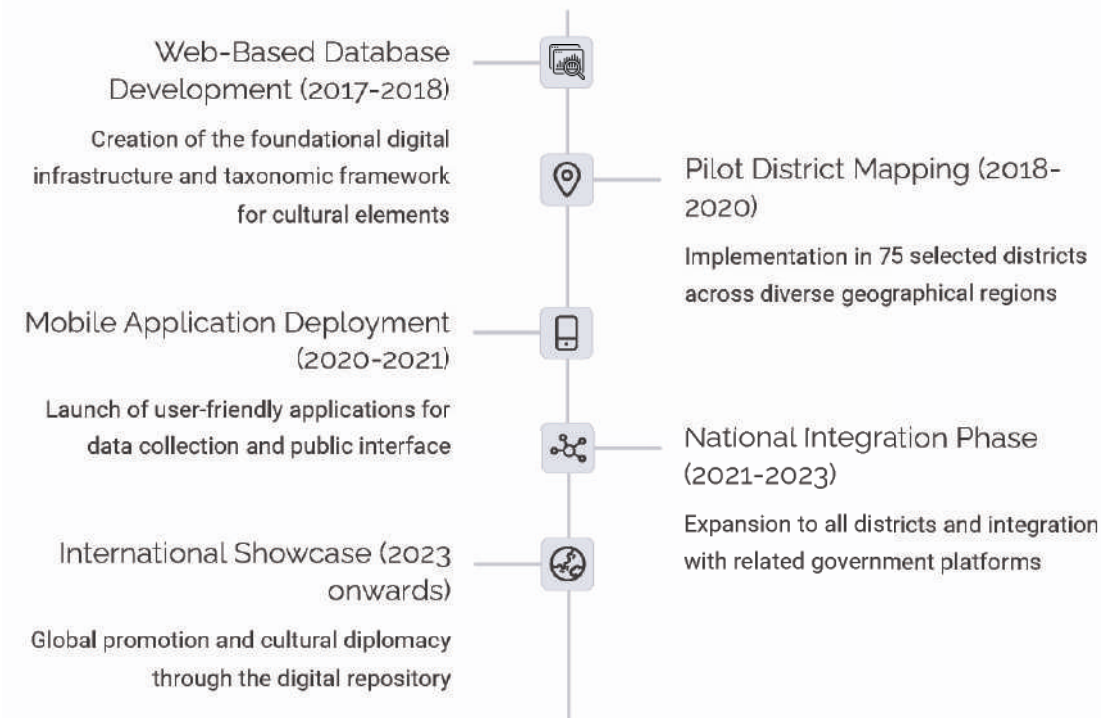 Web-Based Database
Development (2017-2018)
Creation of the foundational digital
infrastructure and taxonomic framework
for cultural elements
Pilot District Mapping (2018-
2020)
Implementation in 75 selected districts
across diverse geographical regions
Mobile Application Deployment
(2020-2021)
Launch of user-friendly applications for
data collection and public interface
National Integration Phase
(2021-2023)
Expansion to all districts and integration
with related government platforms
International Showcase (2023
onwards)
Global promotion and cultural diplomacy
through the digital repository